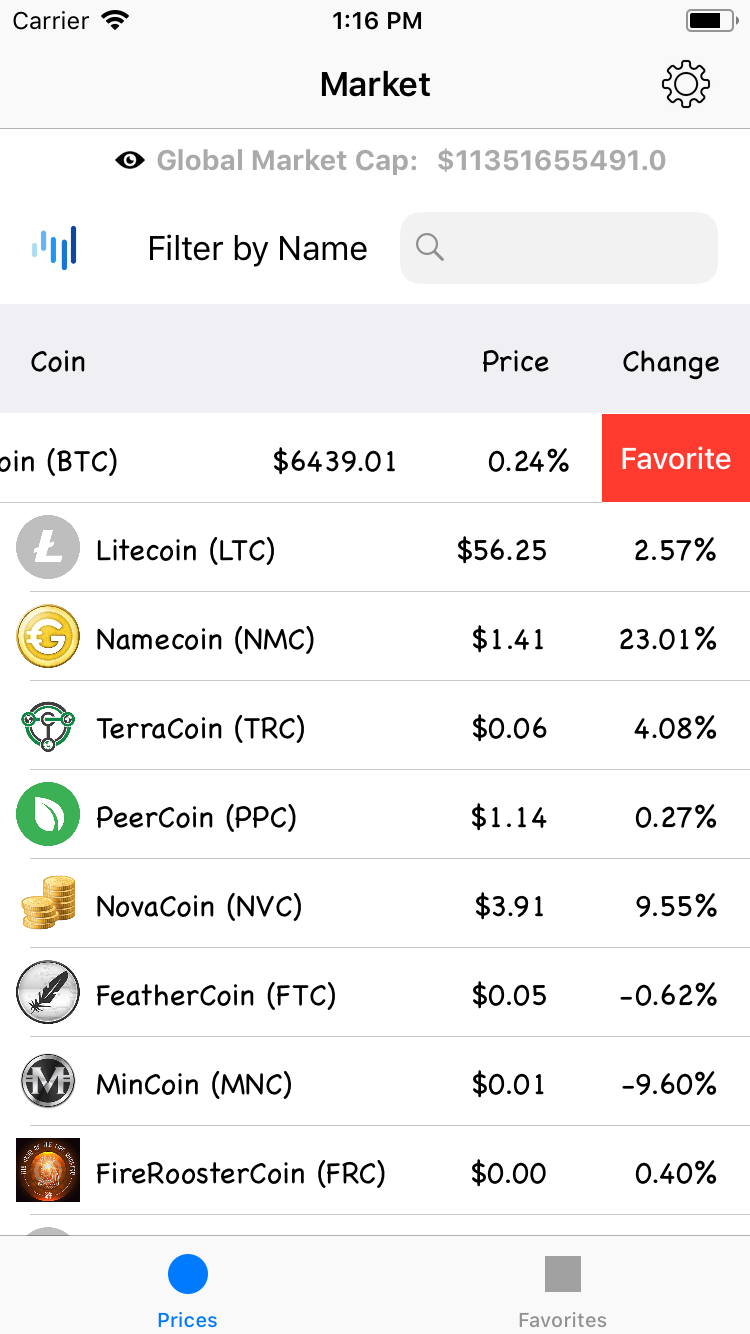 Carrier 1:16 PM
Market
Global Market Cap: $11351655491.0
Filter by Name
Coin Price Change
oin (BTC) $6439.01 0.24% Favorite
Litecoin (LTC) $56.25 2.57%
Namecoin (NMC) $1.41 23.01%
TerraCoin (TRC) $0.06 4.08%
PeerCoin (PPC) $1.14 0.27%
NovaCoin (NVC) $3.91 9.55%
FeatherCoin (FTC) $0.05 -0.62%
MinCoin (MNC) $0.01 -9.60%
FireRoosterCoin (FRC) $0.00 0.40%
Prices Favorites